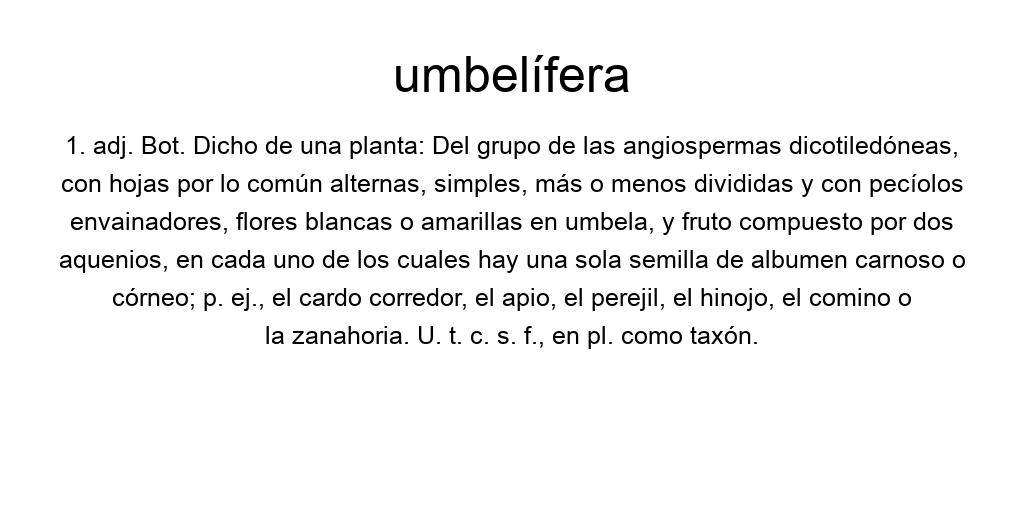 umbelífera
1. adj. Bot. Dicho de una planta: Del grupo de las angiospermas dicotiledóneas,
con hojas por lo común alternas, simples, más o menos divididas y con pecíolos
envainadores, flores blancas o amarillas en umbela, y fruto compuesto por dos
aquenios, en cada uno de los cuales hay una sola semilla de albumen carnoso o
córneo; p. ej., el cardo corredor, el apio, el perejil, el hinojo, el comino o
la zanahoria. U. t. c. s. f., en pl. como taxón.